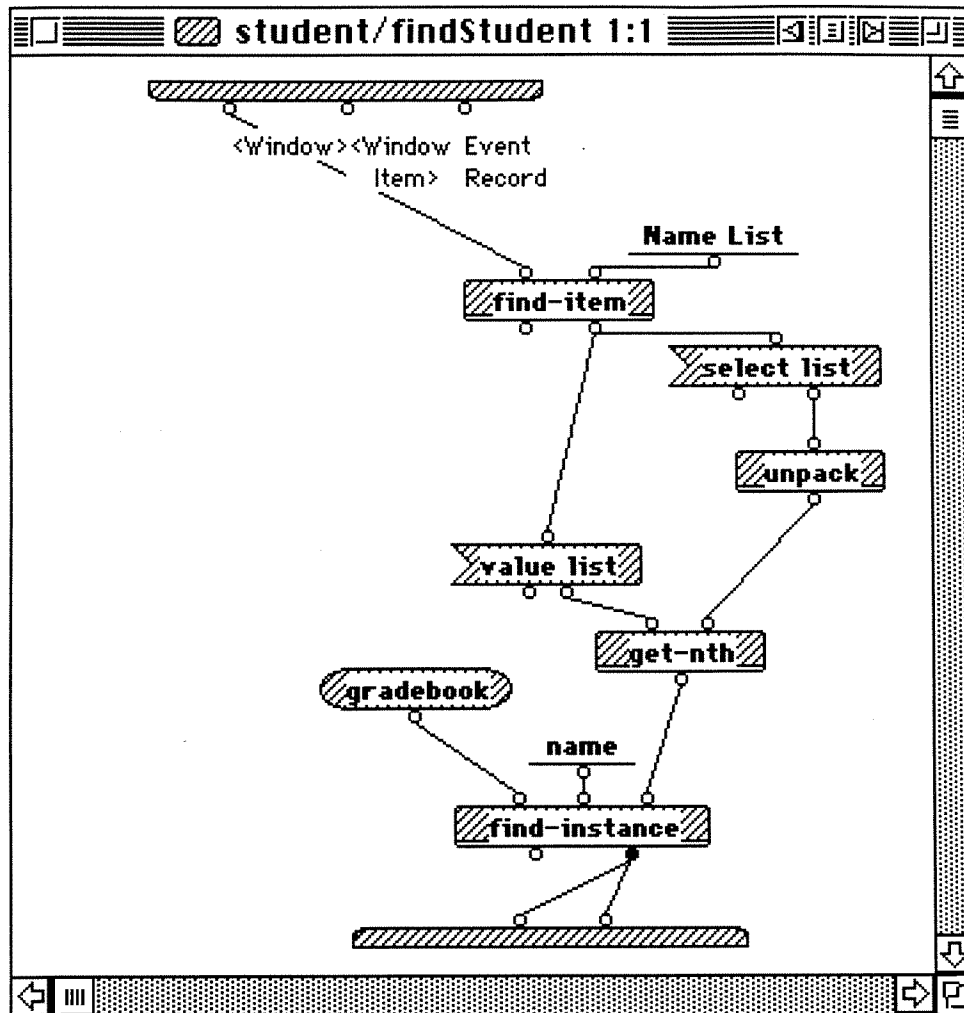 student/findStudent 1:1
<Window><Window Event
Item> Record
Name List
find-item
select list
unpack
value list
get-nth
gradebook
name
find-instance